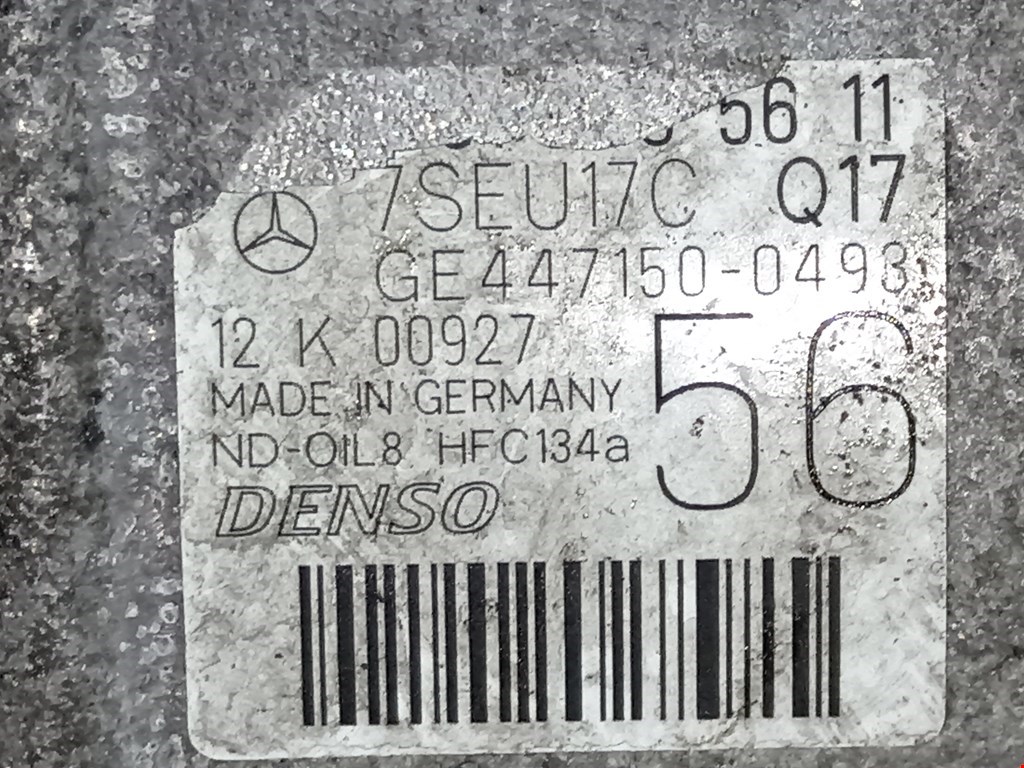 56 11
7SEU17C Q17
GE447150-0493
12 K 00927
56
MADE IN GERMANY
ND-OIL8 HFC134a
DENSO